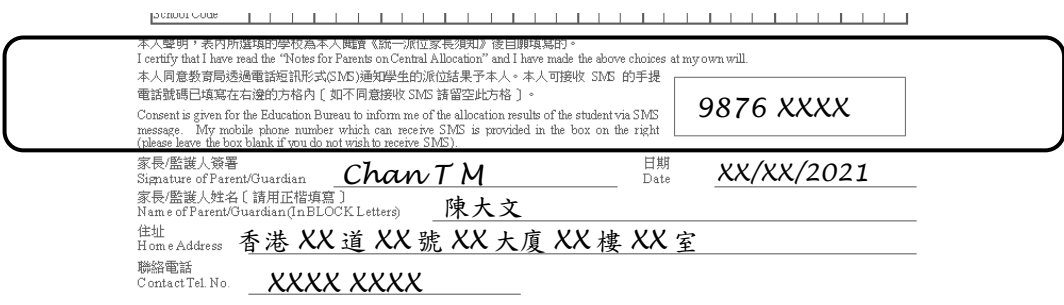 School Code
本人聲明，表內所選填的學校為本人閱讀《統一派位家長須知》後自願填寫的。
I certify that I have read the “Notes for Parents on Central Allocation” and I have made the above choices at my own will.
本人同意教育局透過電話短訊形式(SMS)通知學生的派位結果予本人。本人可接收 SMS 的手提
電話號碼已填寫在右邊的方格內〔如不同意接收 SMS 請留空此方格〕。
9876 XXXX
Consent is given for the Education Bureau to inform me of the allocation results of the student via SMS
message. My mobile phone number which can receive SMS is provided in the box on the right
(please leave the box blank if you do not wish to receive SMS).
家長/監護人簽署 日期
Signature of Parent/Guardian Chan T M Date XX/XX/2021
家長/監護人姓名〔請用正楷填寫〕
Name of Parent/Guardian (In BLOCK Letters) 陳大文
住址
Home Address 香港 XX 道 XX 號 XX 大廈 XX 樓 XX 室
聯絡電話
Contact Tel. No. XXXX XXXX